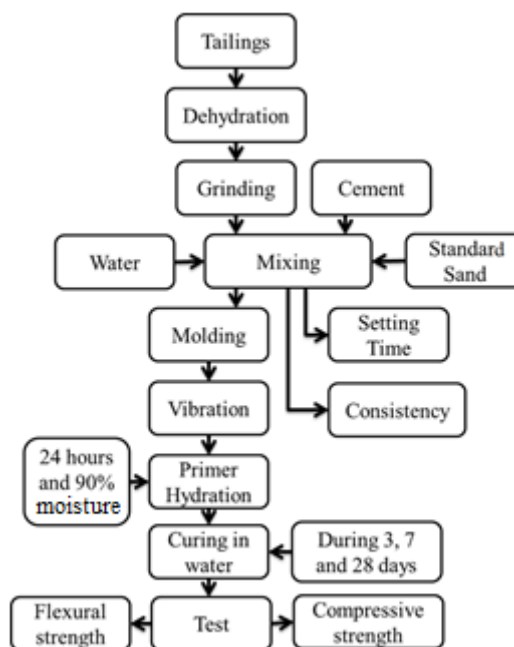 Tailings
Dehydration
Grinding
Cement
Water
Mixing
Standard
Sand
Molding
Setting
Time
Vibration
Consistency
24 hours
and 90%
moisture
Primer
Hydration
Curing in
water
During 3, 7
and 28 days
Flexural
strength
Test
Compressive
strength